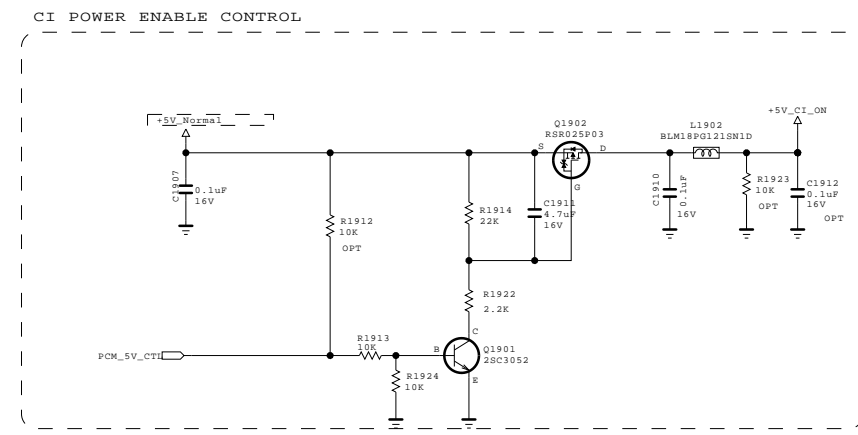 CI POWER ENABLE CONTROL
+5V_Normal
C1907
0.1uF
16V
R1912
10K
OPT
R1914
22K
C1911
4.7uF
16V
Q1902
RSR025P03
S
D
G
L1902
BLM18PG121SN1D
+5V_CI_ON
C1910
0.1uF
16V
R1923
10K
OPT
C1912
0.1uF
16V
OPT
R1922
2.2K
PCM_5V_CTL
R1913
10K
R1924
10K
B
C
E
Q1901
2SC3052